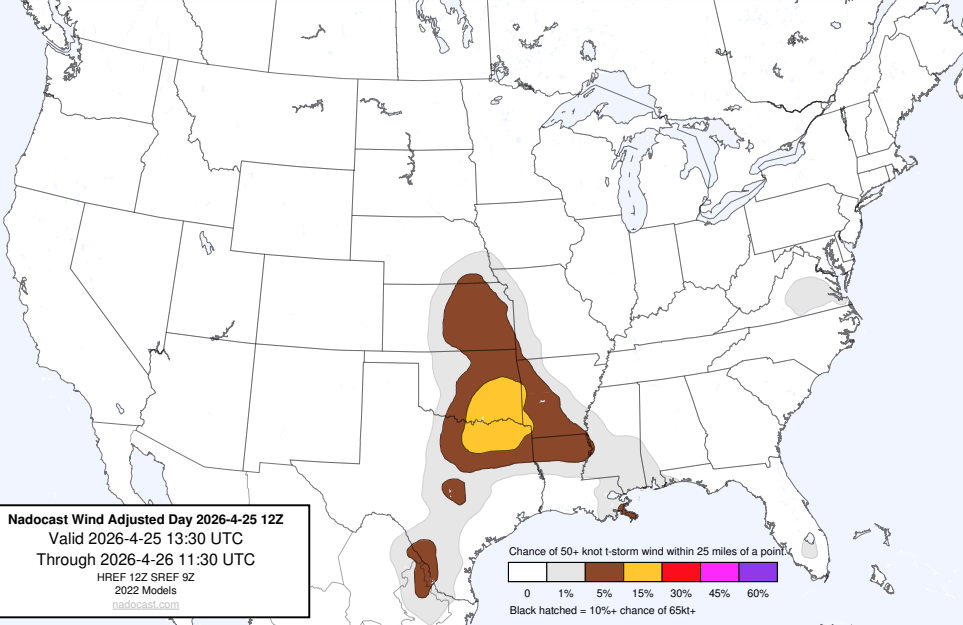 Nadocast Wind Adjusted Day 2026-4-25 12Z
Valid 2026-4-25 13:30 UTC
Through 2026-4-26 11:30 UTC
HREF 12Z SREF 9Z
2022 Models
nadocast.com
Chance of 50+ knot t-storm wind within 25 miles of a point.
0 1% 5% 15% 30% 45% 60%
Black hatched = 10%+ chance of 65kt+